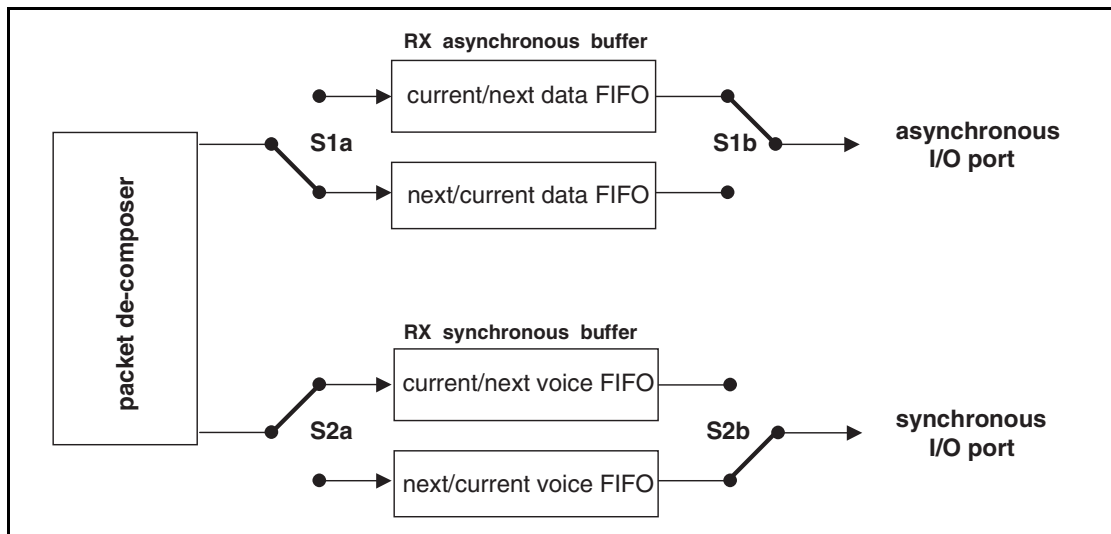 RX asynchronous buffer
current/next data FIFO
S1a
S1b
asynchronous
I/O port
next/current data FIFO
packet de-composer
RX synchronous buffer
current/next voice FIFO
S2a
S2b
synchronous
I/O port
next/current voice FIFO